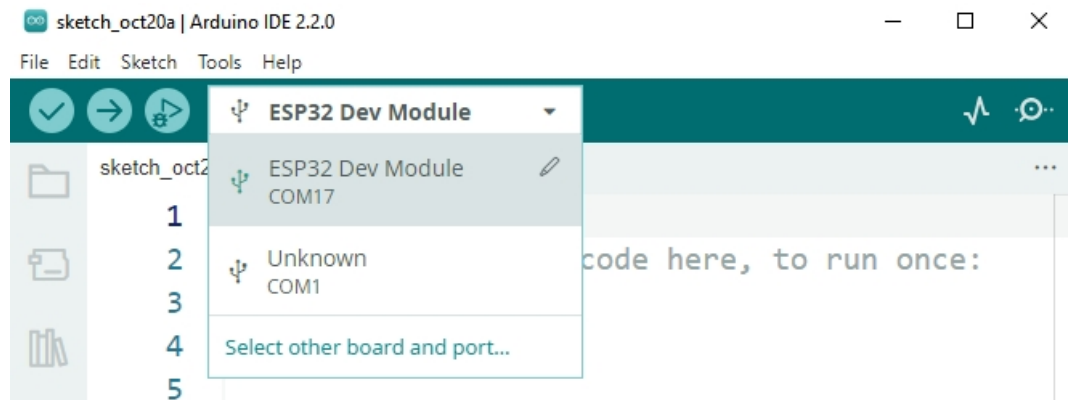 sketch_oct20a | Arduino IDE 2.2.0
File Edit Sketch Tools Help
ESP32 Dev Module
sketch_oct2
ESP32 Dev Module
COM17
Unknown
COM1
Select other board and port...
1
2 code here, to run once:
3
4
5